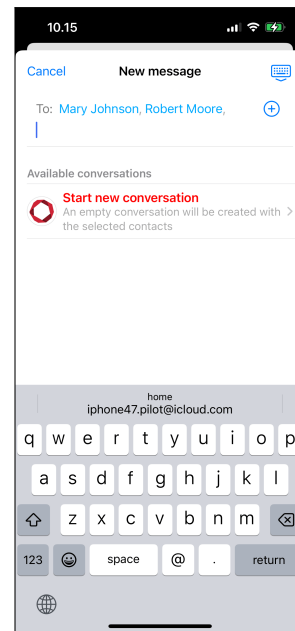 10.15
Cancel
New message
To: Mary Johnson, Robert Moore,
Available conversations
Start new conversation
An empty conversation will be created with
the selected contacts
home
iphone47.pilot@icloud.com
q w e r t y u i o p
a s d f g h j k l
z x c v b n m
123 space @ . return